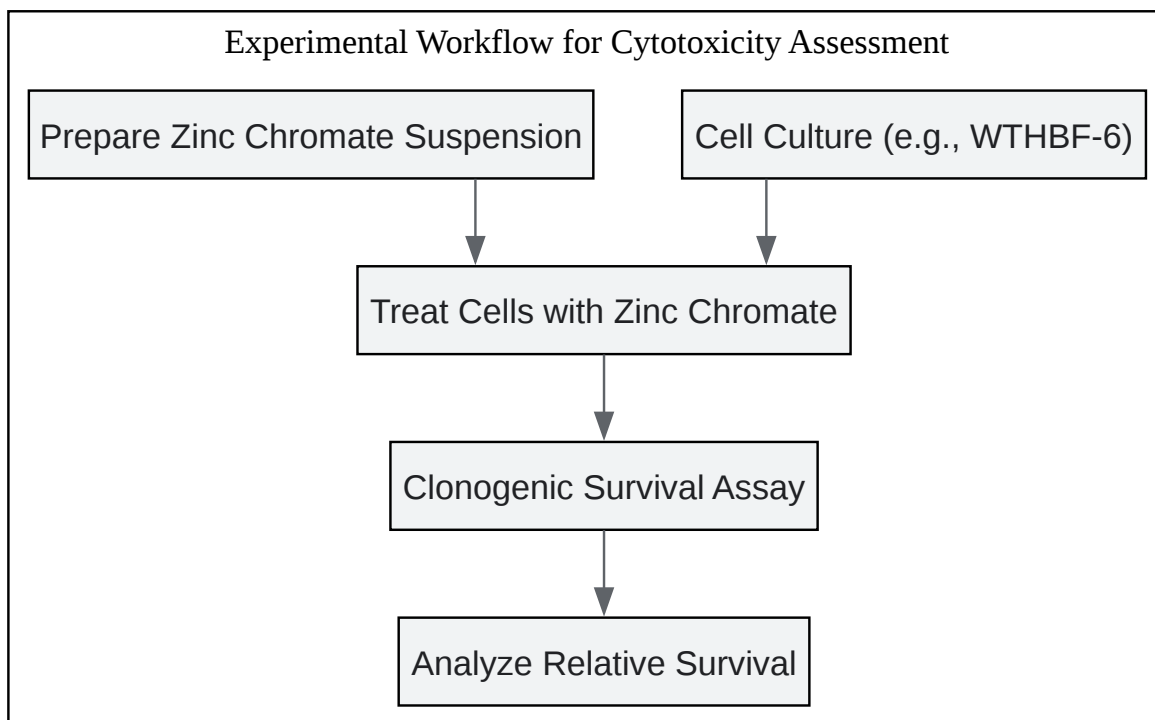 Experimental Workflow for Cytotoxicity Assessment
Prepare Zinc Chromate Suspension
Cell Culture (e.g., WTHBF-6)
Treat Cells with Zinc Chromate
Clonogenic Survival Assay
Analyze Relative Survival